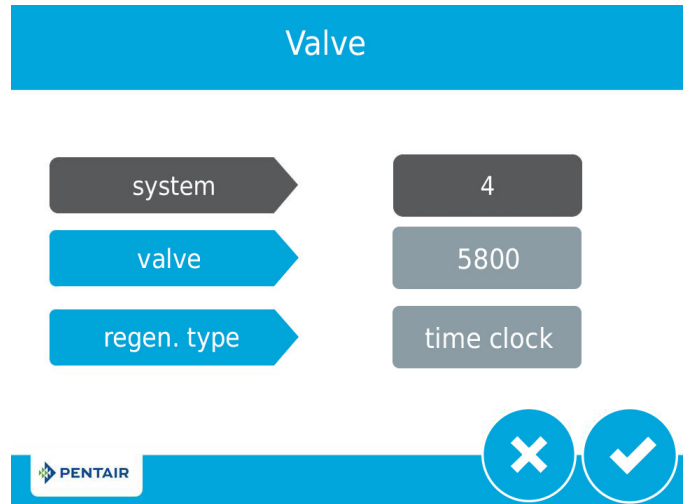 Valve
system
4
valve
5800
regen. type
time clock
PENTAIR